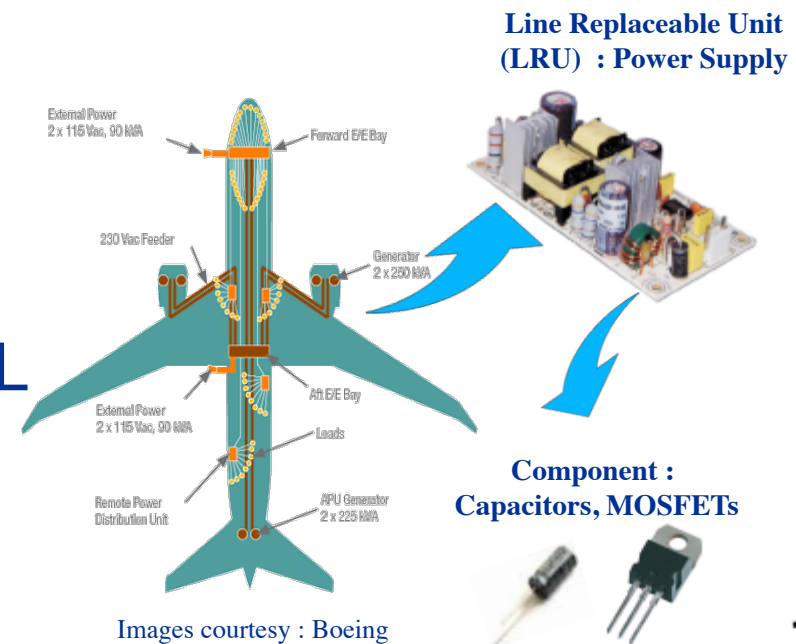 Line Replaceable Unit
(LRU) : Power Supply
External Power
2 x 115 Vac, 90 kVA
Forward E/E Bay
230 Vac Feeder
Generator
2 x 250 kVA
L
External Power
2 x 115 Vac, 90 kVA
Aft E/E Bay
Loads
Remote Power
Distribution Unit
APU Generator
2 x 225 kVA
Component :
Capacitors, MOSFETs
Images courtesy : Boeing